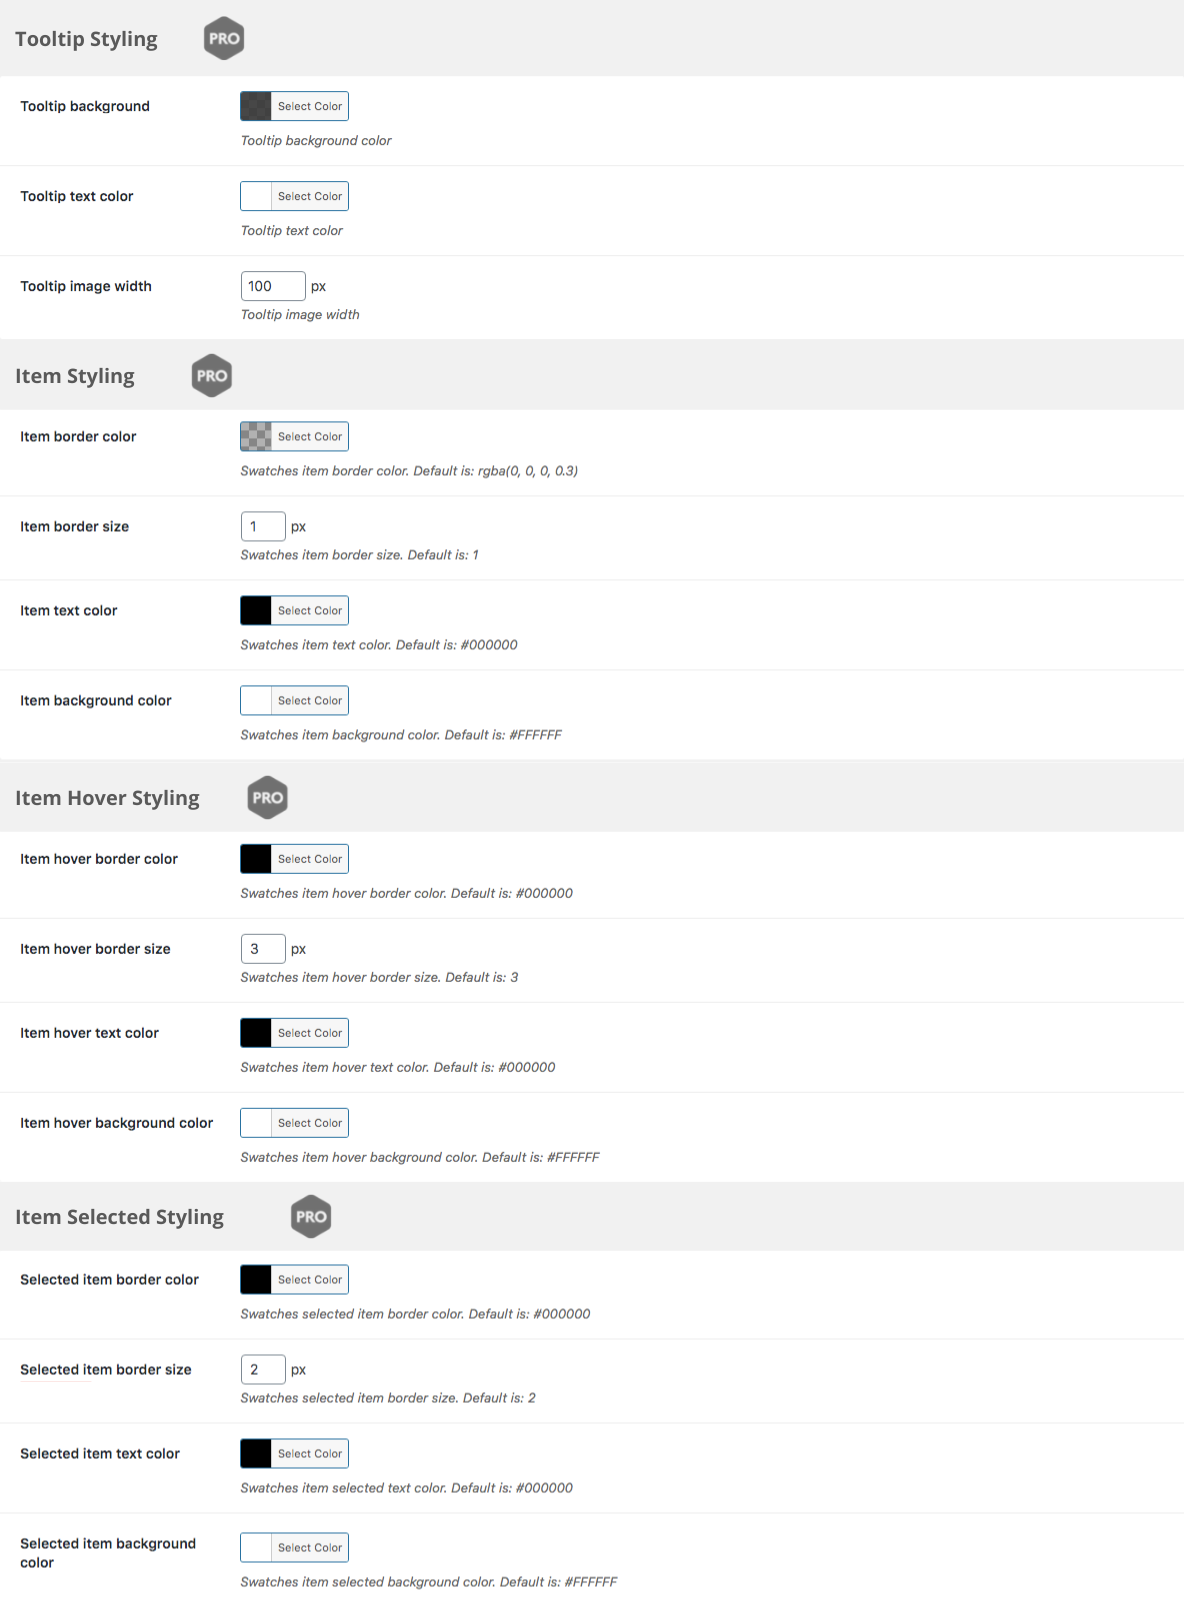 Tooltip Styling PRO
Tooltip background Select Color
Tooltip background color
Tooltip text color Select Color
Tooltip text color
Tooltip image width 100 px
Tooltip image width
Item Styling PRO
Item border color Select Color
Swatches item border color. Default is: rgba(0, 0, 0, 0.3)
Item border size 1 px
Swatches item border size. Default is: 1
Item text color Select Color
Swatches item text color. Default is: #000000
Item background color Select Color
Swatches item background color. Default is: #FFFFFF
Item Hover Styling PRO
Item hover border color Select Color
Swatches item hover border color. Default is: #000000
Item hover border size 3 px
Swatches item hover border size. Default is: 3
Item hover text color Select Color
Swatches item hover text color. Default is: #000000
Item hover background color Select Color
Swatches item hover background color. Default is: #FFFFFF
Item Selected Styling PRO
Selected item border color Select Color
Swatches selected item border color. Default is: #000000
Selected item border size 2 px
Swatches selected item border size. Default is: 2
Selected item text color Select Color
Swatches item selected text color. Default is: #000000
Selected item background
color
Select Color
Swatches item selected background color. Default is: #FFFFFF